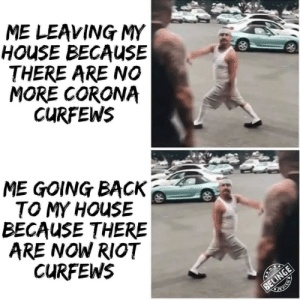 ME LEAVING MY
HOUSE BECAUSE
THERE ARE NO
MORE CORONA
CURFEWS
ME GOING BACK
TO MY HOUSE
BECAUSE THERE
ARE NOW RIOT
CURFEWS
BELINGE